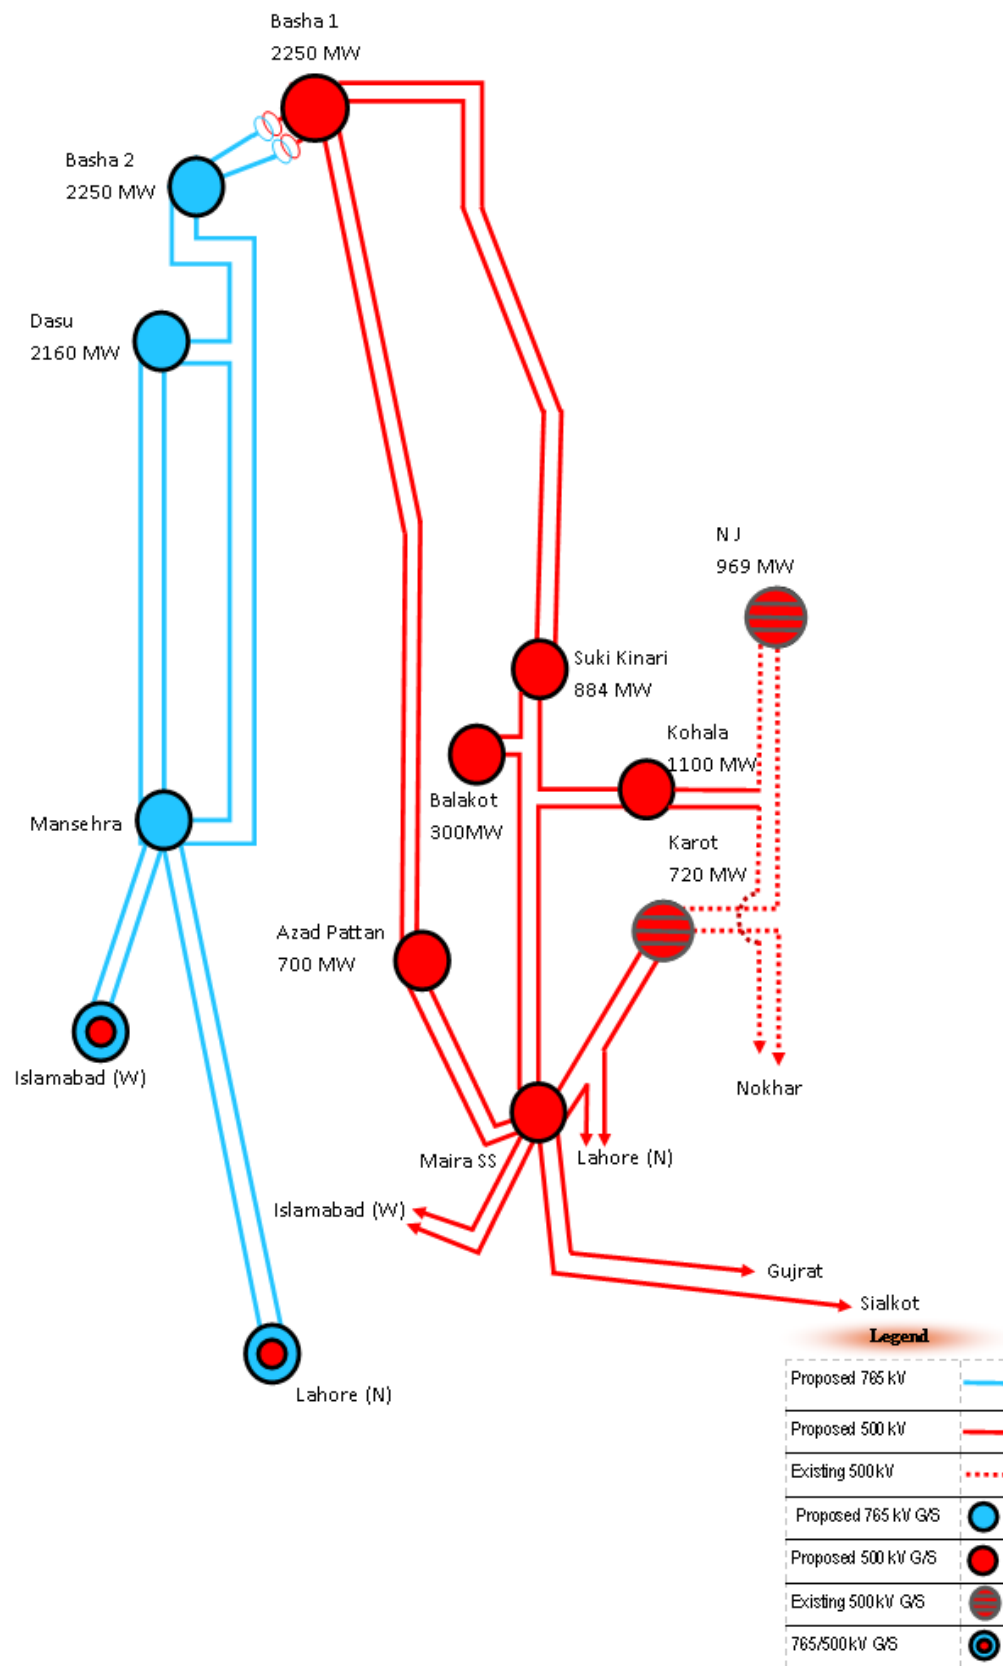 Basha 1
2250 MW
Basha 2
2250 MW
Dasu
2160 MW
N J
969 MW
Suki Kinari
884 MW
Kohala
1100 MW
Balakot
300MW
Mansehra
Karot
720 MW
Azad Pattan
700 MW
Islamabad (W)
Nokhar
Maira SS
Lahore (N)
Islamabad (W)
Gujrat
Sialkot
Lahore (N)
Legend
Proposed 765 kV
Proposed 500 kV
Existing 500kV
Proposed 765 kV G/S
Proposed 500 kV G/S
Existing 500kV G/S
765/500kV G/S